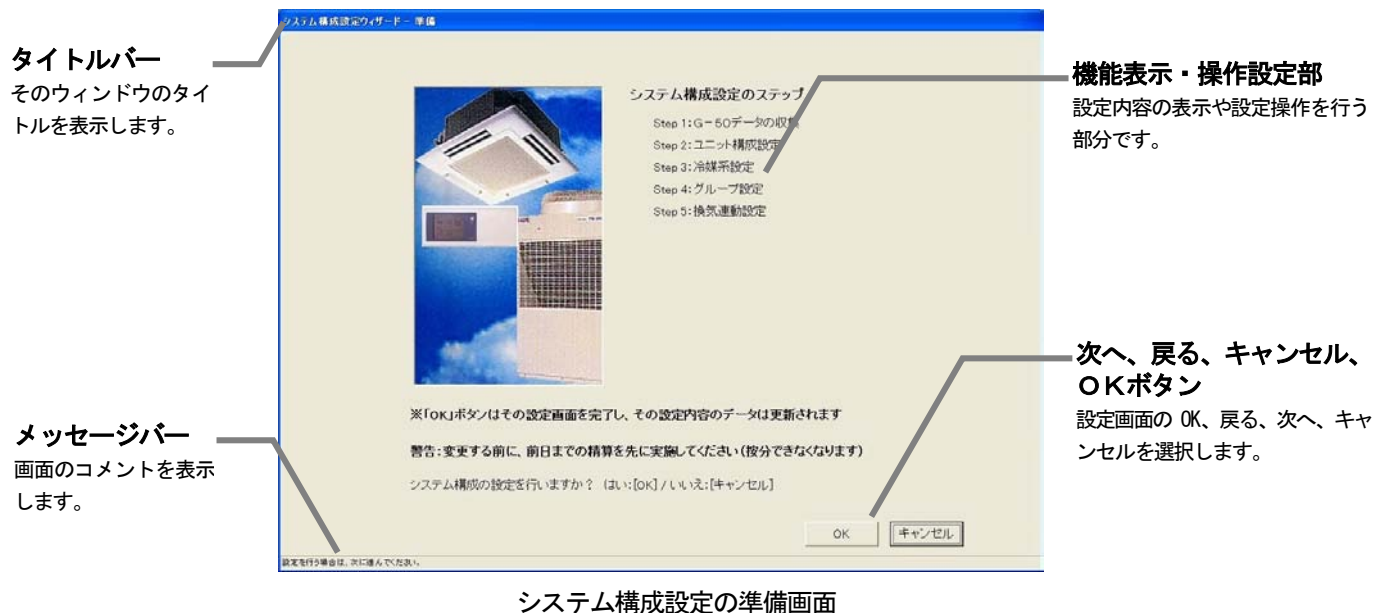 システム構成設定ウィザード - 準備
タイトルバー
そのウィンドウのタイ
トルを表示します。
機能表示・操作設定部
設定内容の表示や設定操作を行う
部分です。
システム構成設定のステップ
Step 1:G-50データの収集
Step 2:ユニット構成設定
Step 3:冷媒系設定
Step 4:グループ設定
Step 5:換気連動設定
次へ、戻る、キャンセル、
OKボタン
設定画面の OK、戻る、次へ、キャ
ンセルを選択します。
※「OK」ボタンはその設定画面を完了し、その設定内容のデータは更新されます
メッセージバー
画面のコメントを表示
します。
警告:変更する前に、前日までの精算を先に実施してください(按分できなくなります)
システム構成の設定を行いますか? (はい:[OK] / いいえ:[キャンセル]
OK
キャンセル
設定を行う場合は、次に進んでください。
システム構成設定の準備画面